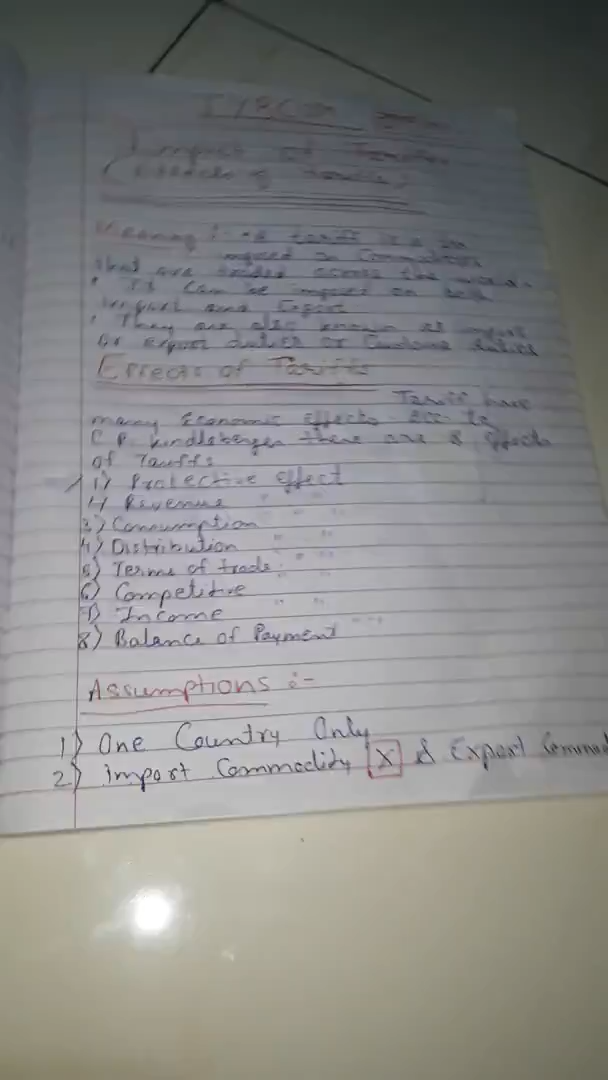 TYBCom
Impact of Tariffs
(Effects of Tariffs)
Meaning :- A tariff is a tax
imposed on Commodities
that are traded across the
It Can be imposed on both
import and Export
They are also known as import
or export duties or Customs duties
Effects of Tariffs
Tariff have
many Economic effects. Acc to
C P Kindleberger there are 8 effects
of Tariffs
1) Protective effect
Revenue " "
3) Consumption " "
4) Distribution " "
5) Terms of trade " "
6) Competitive " "
7) Income " "
8) Balance of Payment " "
Assumptions :-
1) One Country Only
2) import Commodity [X] & Export